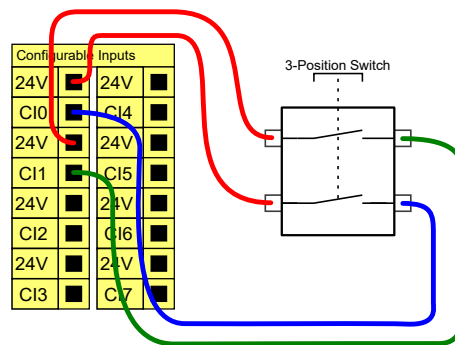 Configurable Inputs
3-Position Switch
24V 24V
CI0 CI4
24V 24V
CI1 CI5
24V 24V
CI2 CI6
24V 24V
CI3 CI7